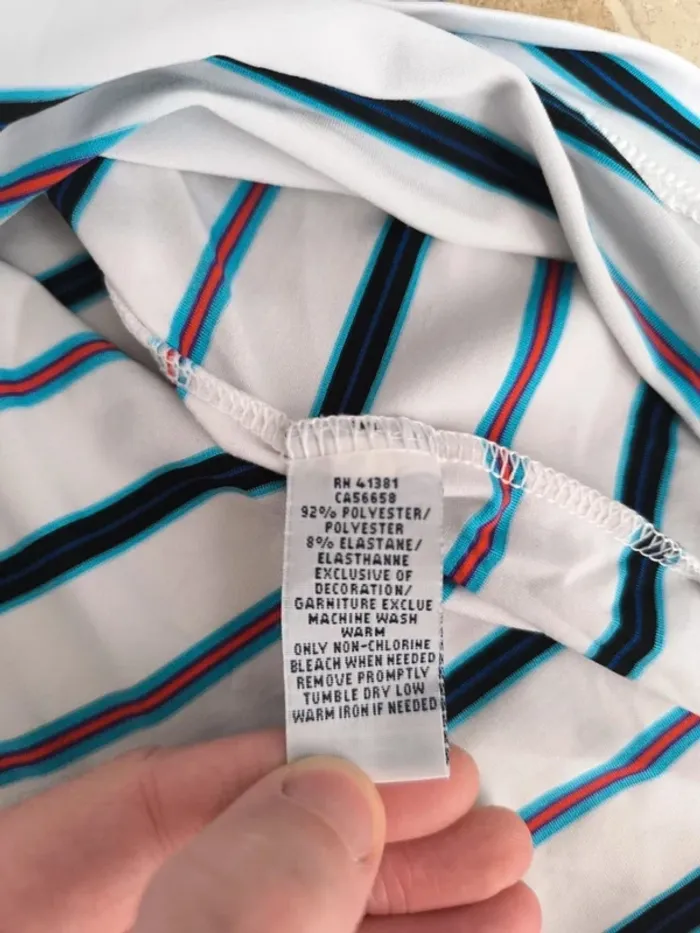 RN 41381
CA56658
92% POLYESTER/
POLYESTER
8% ELASTANE/
ELASTHANNE
EXCLUSIVE OF
DECORATION/
GARNITURE EXCLUE
MACHINE WASH
WARM
ONLY NON-CHLORINE
BLEACH WHEN NEEDED
REMOVE PROMPTLY
TUMBLE DRY LOW
WARM IRON IF NEEDED